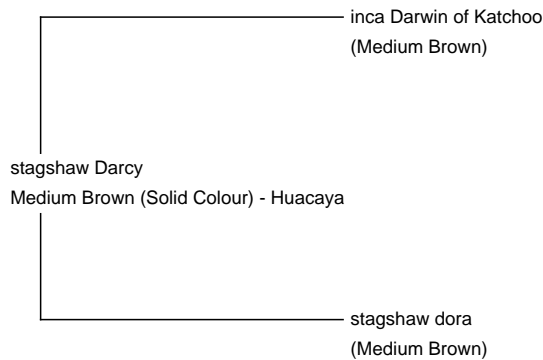 inca Darwin of Katchoo
(Medium Brown)
stagshaw Darcy
Medium Brown (Solid Colour) - Huacaya
stagshaw dora
(Medium Brown)